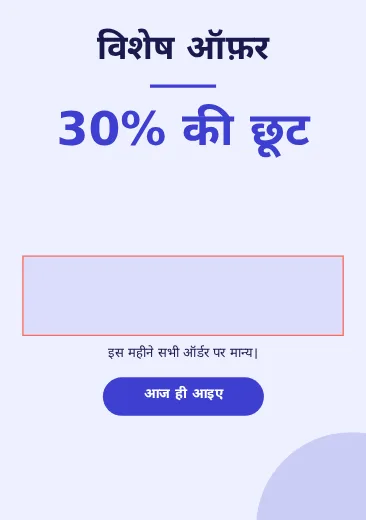 विशेष ऑफ़र
30% की छूट
इस महीने सभी ऑर्डर पर मान्य।
आज ही आइए